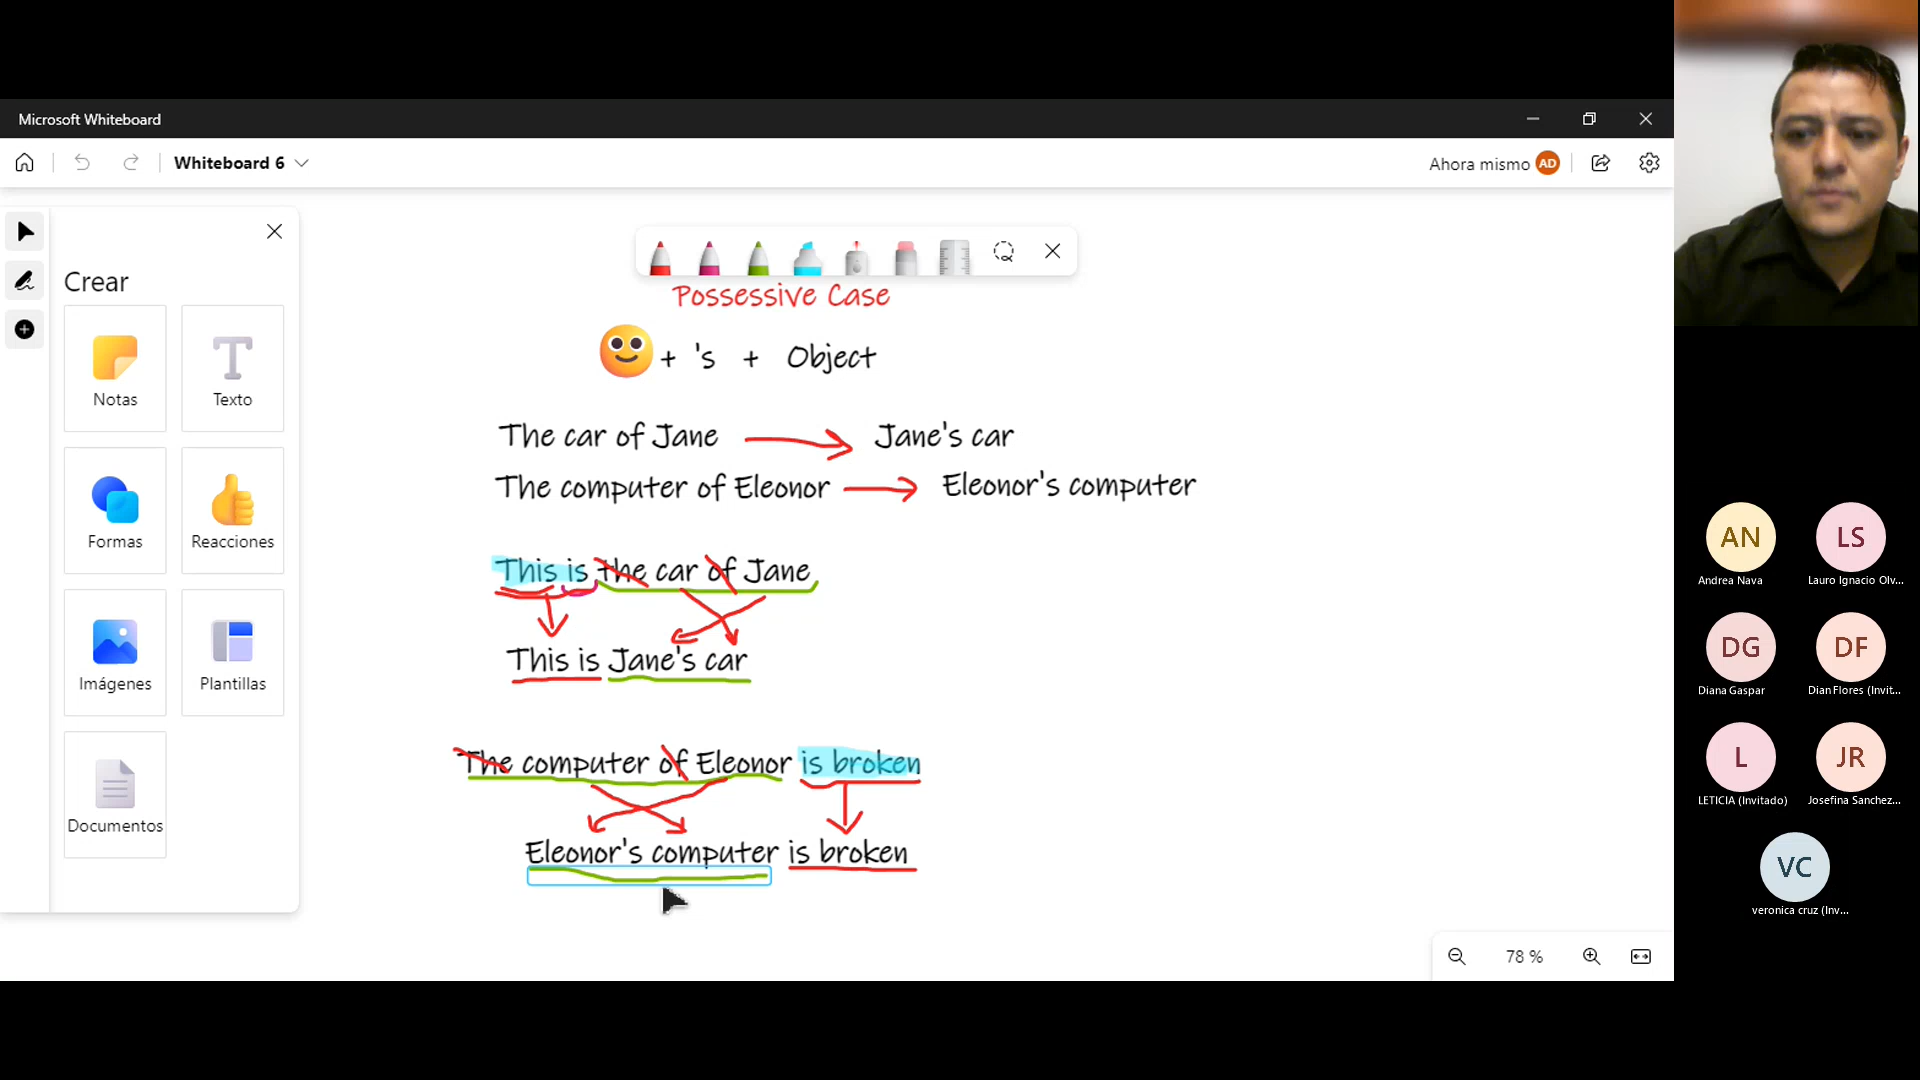 Microsoft Whiteboard
Whiteboard 6
Ahora mismo AD
Crear
Notas
Texto
Formas
Reacciones
Imágenes
Plantillas
Documentos
Possessive Case
+ 's + Object
The car of Jane Jane's car
The computer of Eleonor Eleonor's computer
This is the car of Jane
This is Jane's car
The computer of Eleonor is broken
Eleonor's computer is broken
78 %
AN LS
Andrea Nava Lauro Ignacio Olv...
DG DF
Diana Gaspar Dian Flores (Invit...
L JR
LETICIA (Invitado) Josefina Sanchez...
VC
veronica cruz (Inv...